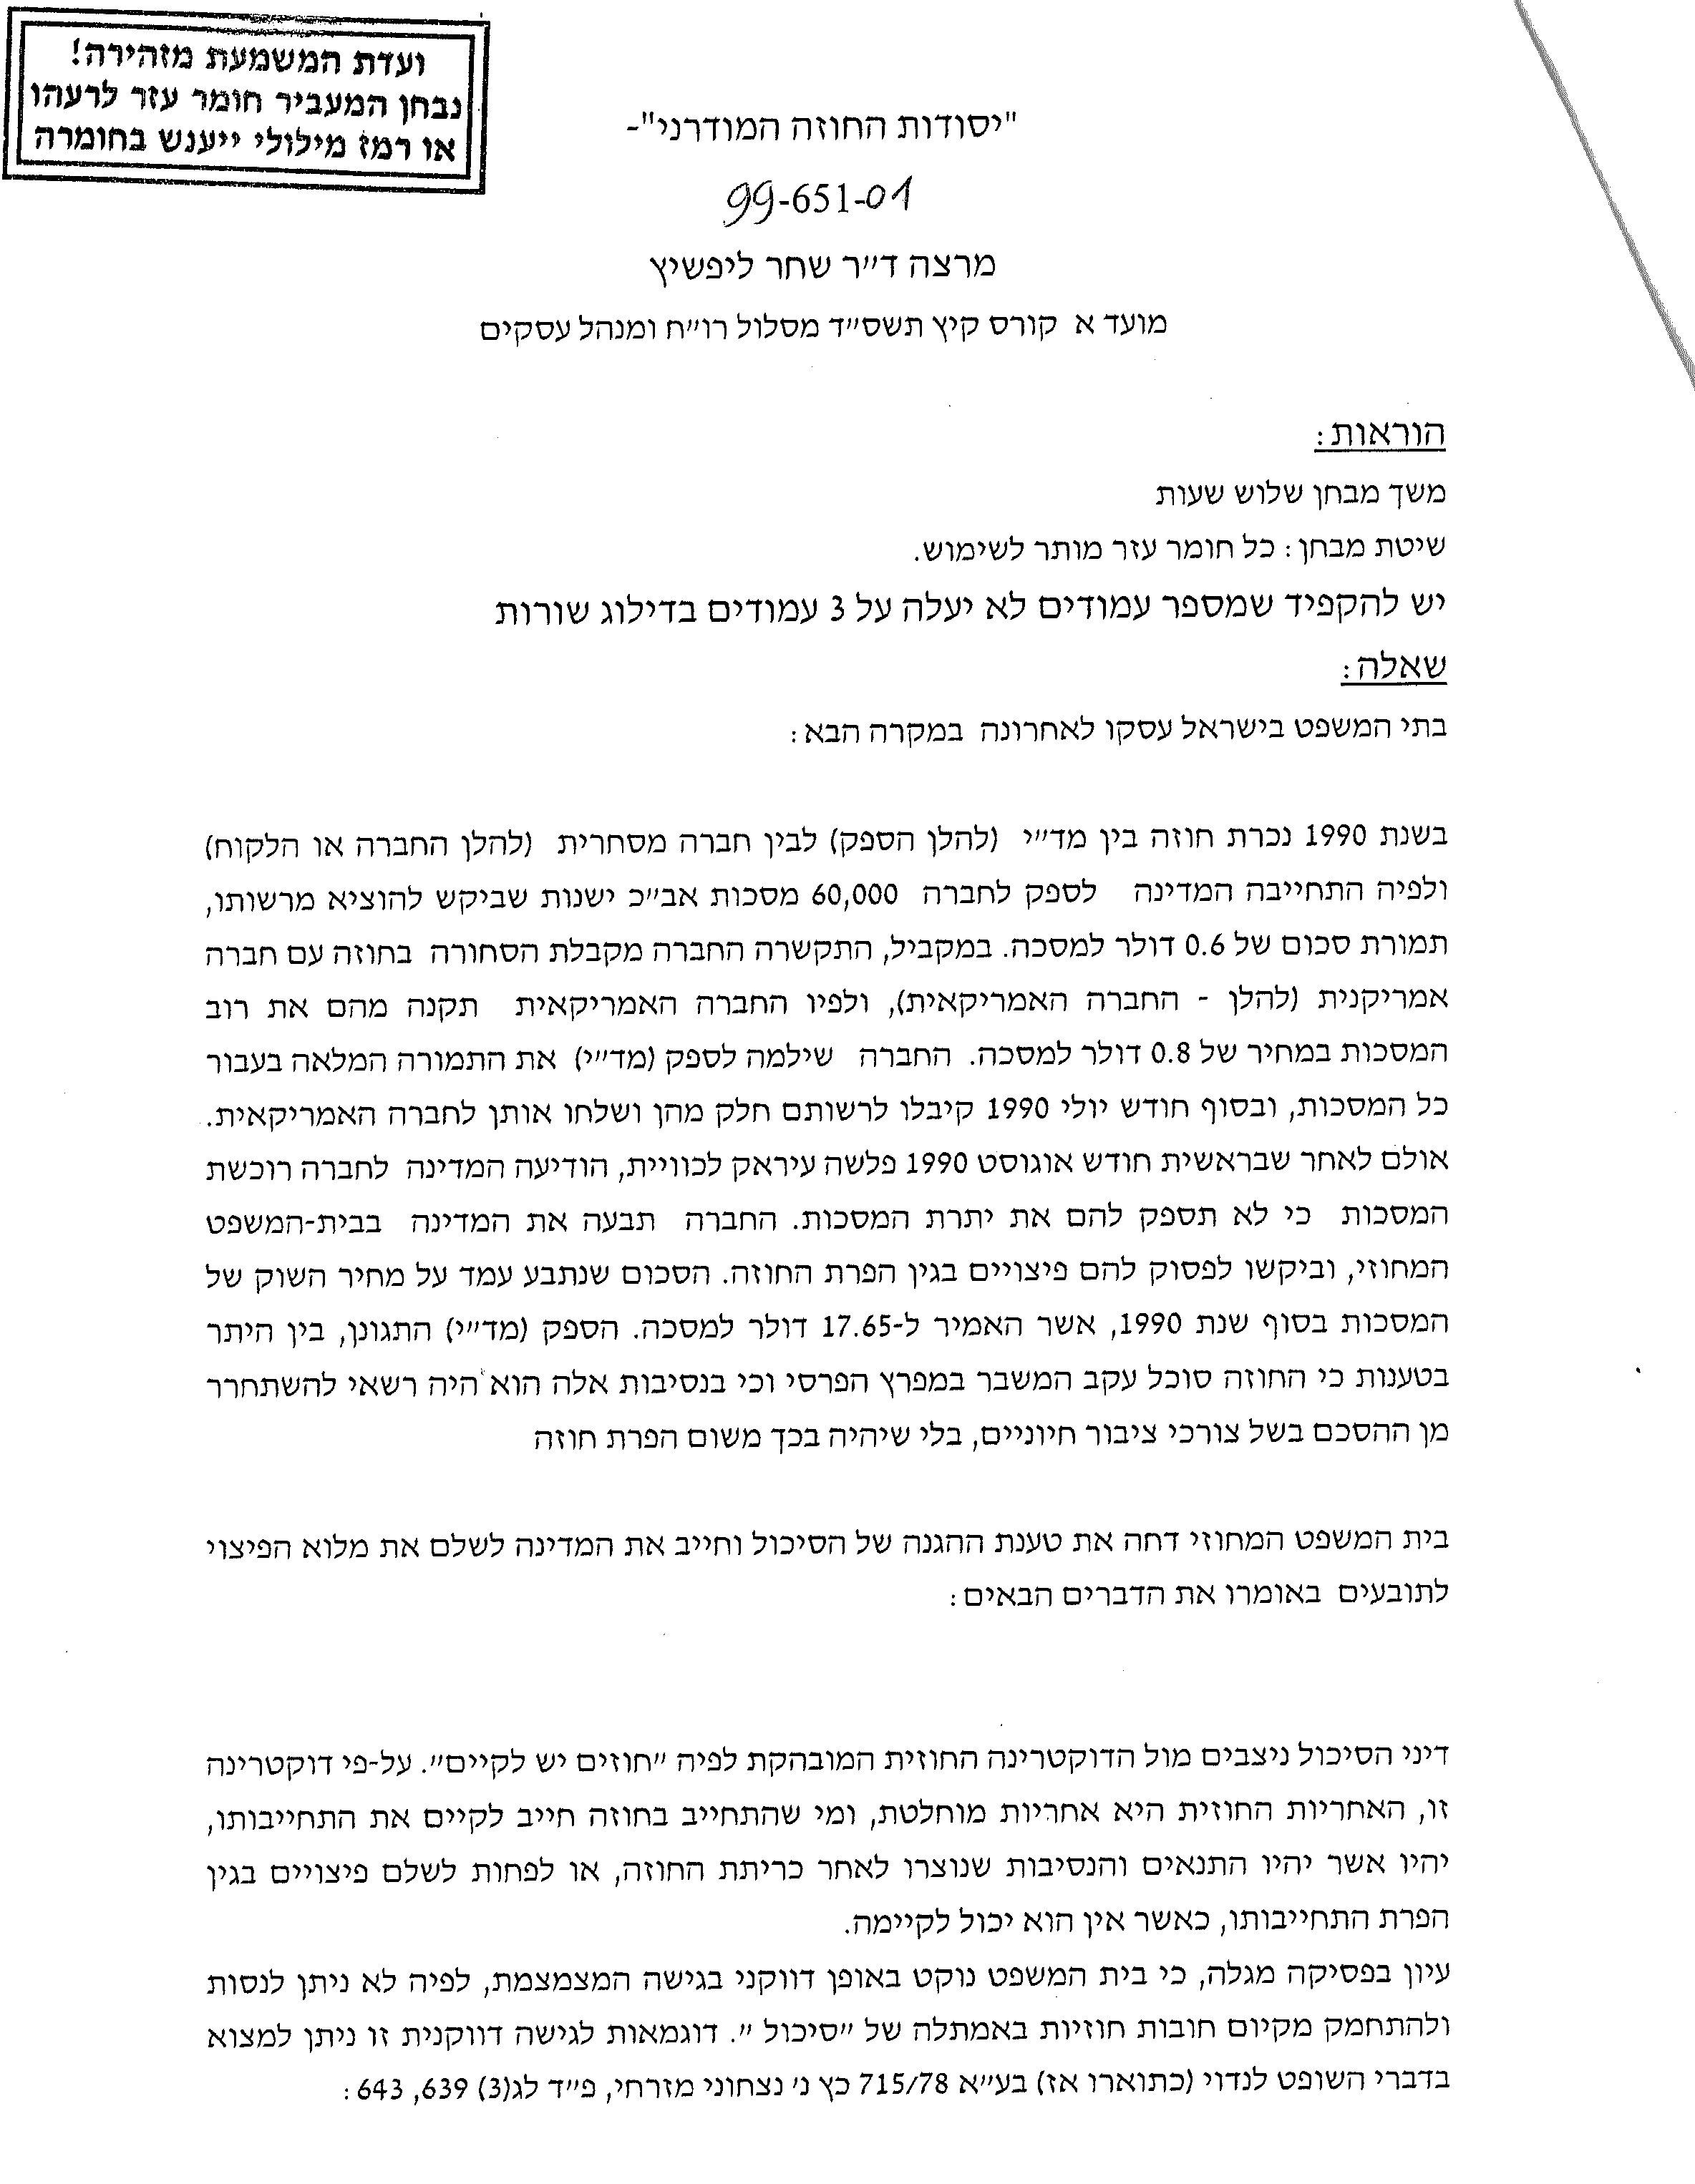 ועדת המשמעת מזהירה!
נבחן המעביר חומר עזר לרעהו
או רמז מילולי ייענש בחומרה
"יסודות החוזה המודרני"-
99-651-01
מרצה ד״ר שחר ליפשיץ
מועד א קורס קיץ תשס״ד מסלול רו״ח ומנהל עסקים
הוראות:
משך מבחן שלוש שעות
שיטת מבחן: כל חומר עזר מותר לשימוש.
יש להקפיד שמספר עמודים לא יעלה על 3 עמודים בדילוג שורות
שאלה:
בתי המשפט בישראל עסקו לאחרונה במקרה הבא:
בשנת 1990 נכרת חוזה בין מד״י (להלן הספק) לבין חברה מסחרית (להלן החברה או הלקוח)
ולפיה התחייבה המדינה לספק לחברה 60,000 מסכות אב״כ ישנות שביקש להוציא מרשותו,
תמורת סכום של 0.6 דולר למסכה. במקביל, התקשרה החברה מקבלת הסחורה בחוזה עם חברה
אמריקנית (להלן - החברה האמריקאית), ולפיו החברה האמריקאית תקנה מהם את רוב
המסכות במחיר של 0.8 דולר למסכה. החברה שילמה לספק (מד״י) את התמורה המלאה בעבור
כל המסכות, ובסוף חודש יולי 1990 קיבלו לרשותם חלק מהן ושלחו אותן לחברה האמריקאית.
אולם לאחר שבראשית חודש אוגוסט 1990 פלשה עיראק לכוויית, הודיעה המדינה לחברה רוכשת
המסכות כי לא תספק להם את יתרת המסכות. החברה תבעה את המדינה בבית-המשפט
המחוזי, וביקשו לפסוק להם פיצויים בגין הפרת החוזה. הסכום שנתבע עמד על מחיר השוק של
המסכות בסוף שנת 1990, אשר האמיר ל-17.65 דולר למסכה. הספק (מד״י) התגונן, בין היתר
בטענות כי החוזה סוכל עקב המשבר במפרץ הפרסי וכי בנסיבות אלה הוא היה רשאי להשתחרר
מן ההסכם בשל צורכי ציבור חיוניים, בלי שיהיה בכך משום הפרת חוזה
בית המשפט המחוזי דחה את טענת ההגנה של הסיכול וחייב את המדינה לשלם את מלוא הפיצוי
לתובעים באומרו את הדברים הבאים:
דיני הסיכול ניצבים מול הדוקטרינה החוזית המובהקת לפיה ״חוזים יש לקיים״. על-פי דוקטרינה
זו, האחריות החוזית היא אחריות מוחלטת, ומי שהתחייב בחוזה חייב לקיים את התחייבותו,
יהיו אשר יהיו התנאים והנסיבות שנוצרו לאחר כריתת החוזה, או לפחות לשלם פיצויים בגין
הפרת התחייבותו, כאשר אין הוא יכול לקיימה.
עיון בפסיקה מגלה, כי בית המשפט נוקט באופן דווקני בגישה המצמצמת, לפיה לא ניתן לנסות
ולהתחמק מקיום חובות חוזיות באמתלה של ״סיכול ״. דוגמאות לגישה דווקנית זו ניתן למצוא
בדברי השופט לנדוי (כתוארו אז) בע״א 715/78 כץ נ׳ נצחוני מזרחי, פ״ד לג(3) 639, 643: